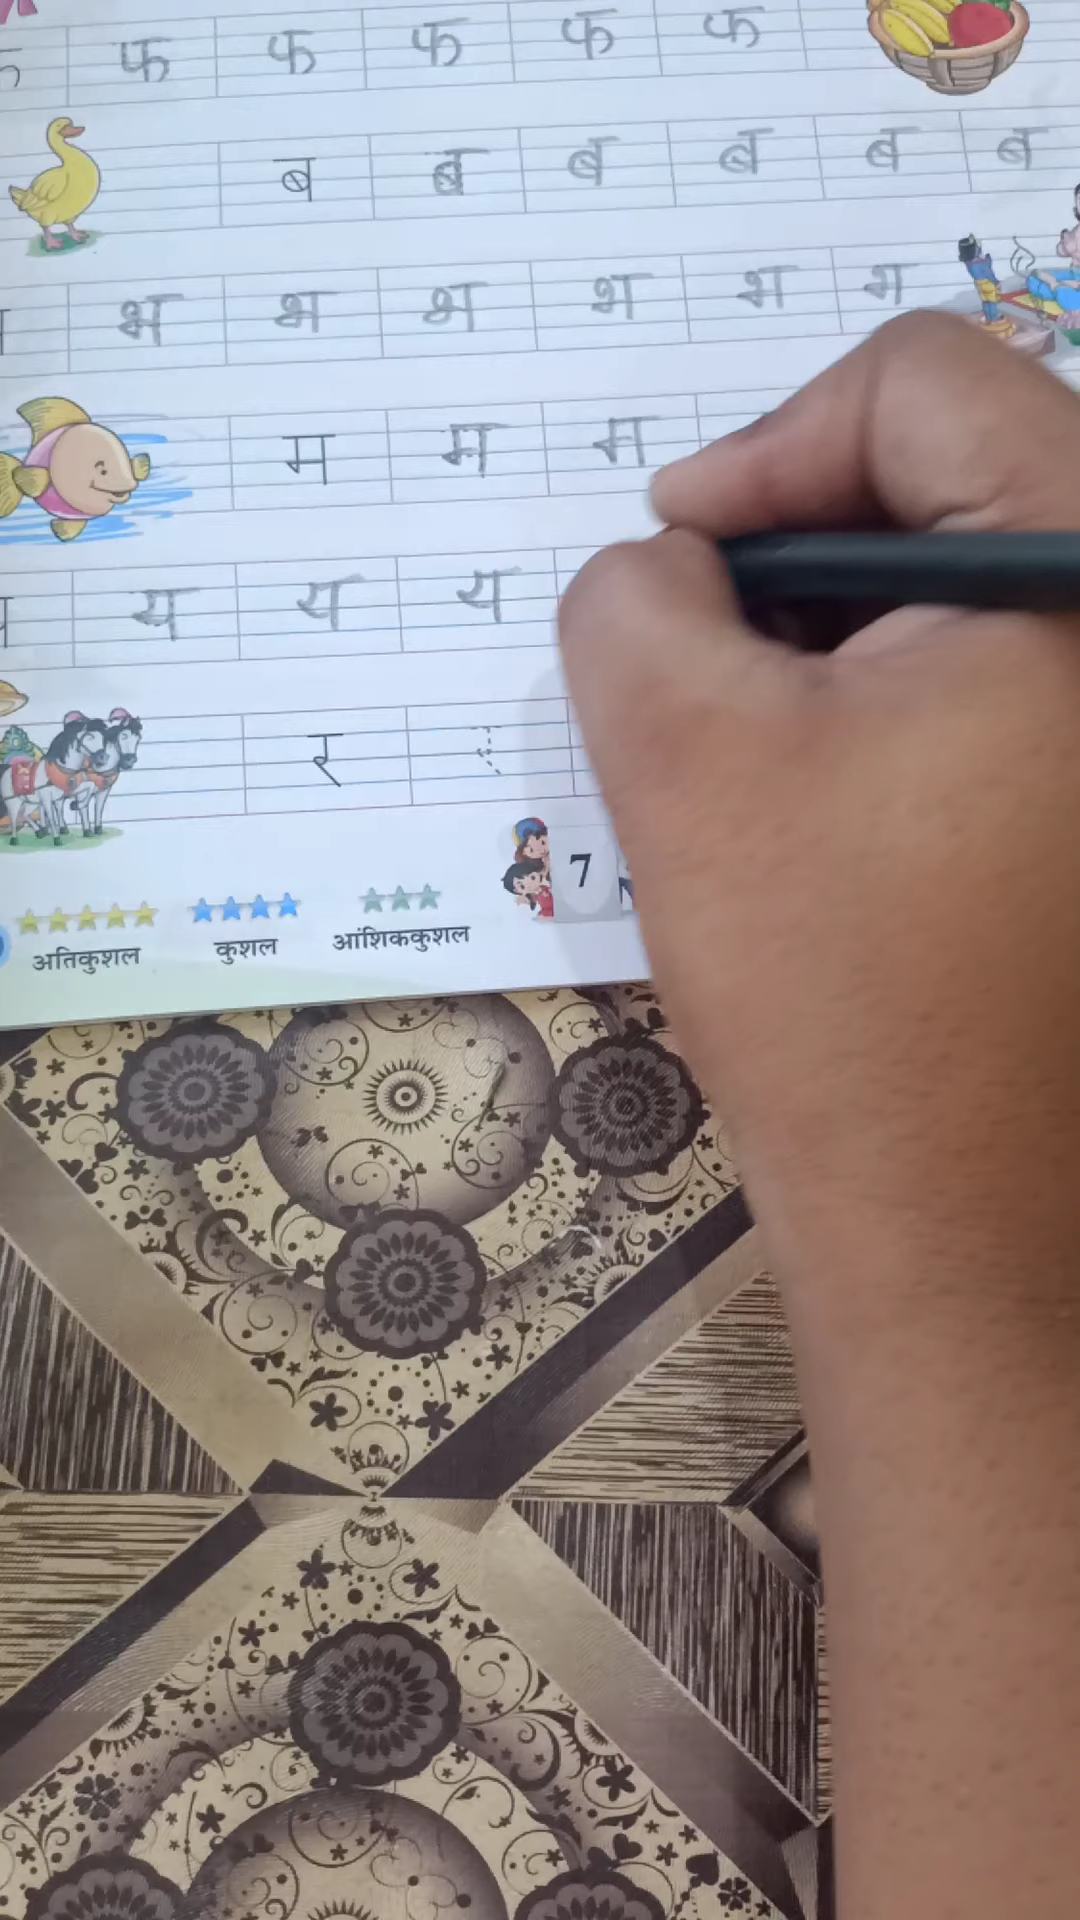 फ फ फ फ फ
ब ब ब ब ब ब
भ भ भ भ भ भ
म म म
य य य
र र
7
अतिकुशल कुशल आंशिककुशल